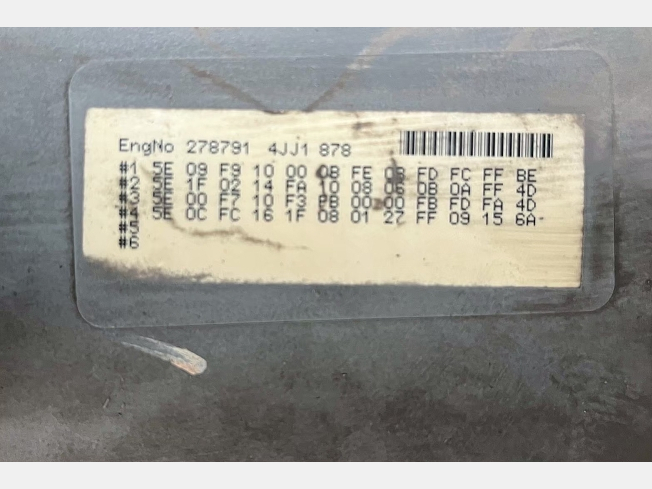 EngNo 278791 4JJ1 878
#1 5E 09 F9 10 00 0B FE 08 FD FC FF BE
#2 5E 1F 02 14 FA 10 08 06 0B 0A FF 4D
#3 5E 00 F7 10 F3 PB 00 00 FB FD FA 4D
#4 5E 0C FC 16 1F 08 01 27 FF 09 15 6A
#5
#6